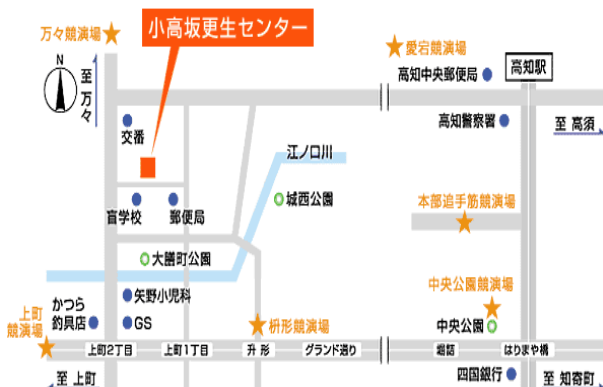 小高坂更生センター
万々競演場
愛宕競演場
高知中央郵便局
高知駅
N
至 万々
交番
高知警察署
至 高須
江ノ口川
盲学校
郵便局
城西公園
本部追手筋競演場
大膳町公園
中央公園競演場
矢野小児科
かつら
釣具店
GS
上町
競演場
枡形競演場
中央公園
上町2丁目
上町1丁目
升 形
グランド通り
堀詰
はりまや橋
至 上町
四国銀行
至 知寄町